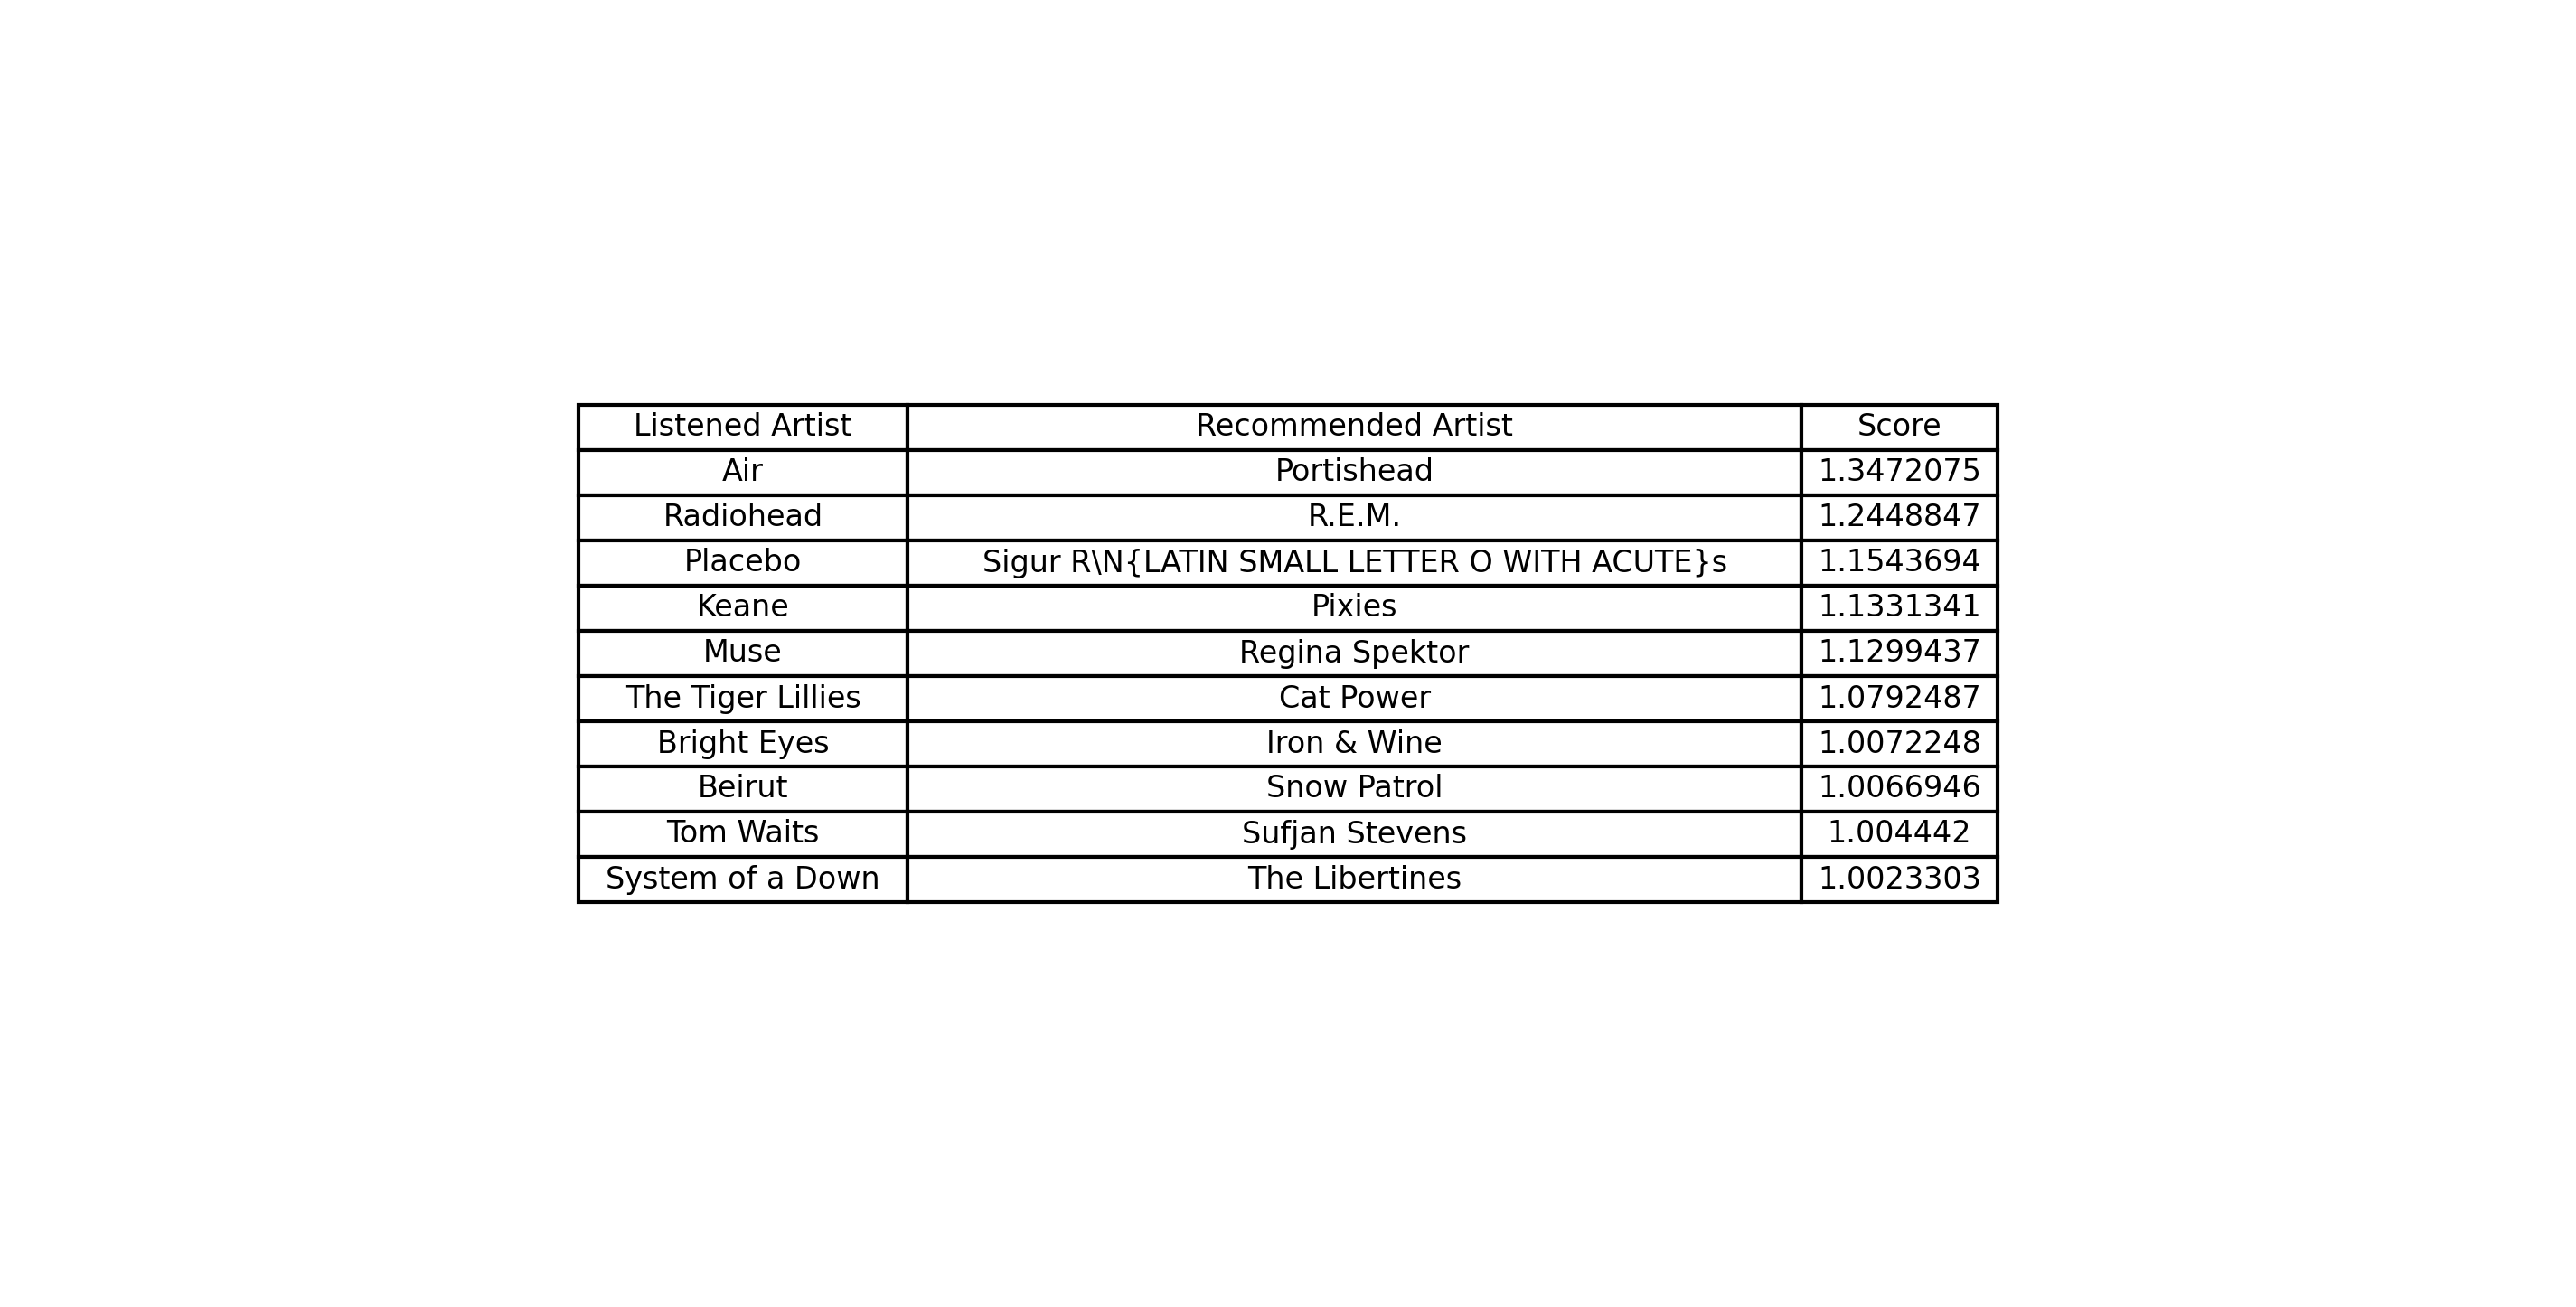 Listened Artist Recommended Artist Score
Air Portishead 1.3472075
Radiohead R.E.M. 1.2448847
Placebo Sigur R\N{LATIN SMALL LETTER O WITH ACUTE}s 1.1543694
Keane Pixies 1.1331341
Muse Regina Spektor 1.1299437
The Tiger Lillies Cat Power 1.0792487
Bright Eyes Iron & Wine 1.0072248
Beirut Snow Patrol 1.0066946
Tom Waits Sufjan Stevens 1.004442
System of a Down The Libertines 1.0023303